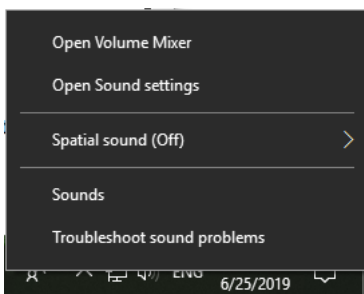 Open Volume Mixer
Open Sound settings
Spatial sound (Off)
Sounds
Troubleshoot sound problems
ENG
6/25/2019